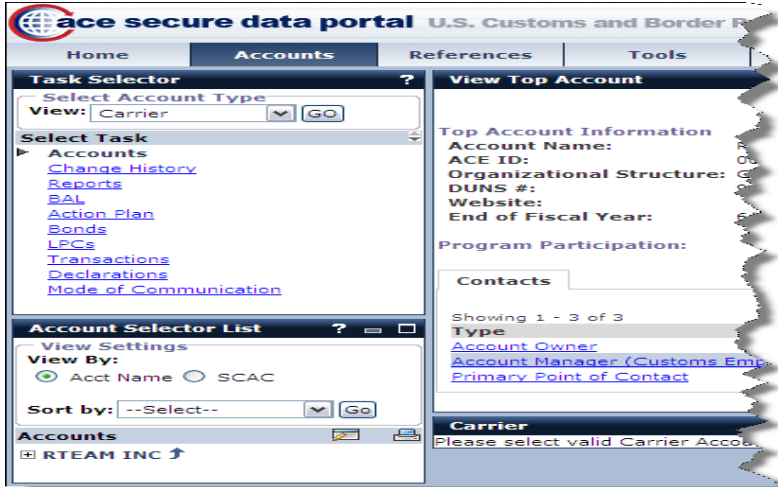 ace secure data portal U.S. Customs and Border
Home Accounts References Tools
Task Selector ?
Select Account Type
View: Carrier GO
Select Task
Accounts
Change History
Reports
BAL
Action Plan
Bonds
LPCs
Transactions
Declarations
Mode of Communication
Account Selector List ?
View Settings
View By:
Acct Name SCAC
Sort by: --Select-- Go
Accounts
RTEAM INC
View Top Account
Top Account Information
Account Name:
ACE ID:
Organizational Structure:
DUNS #:
Website:
End of Fiscal Year:
Program Participation:
Contacts
Showing 1 - 3 of 3
Type
Account Owner
Account Manager (Customs
Primary Point of Contact
Carrier
Please select valid Carrier